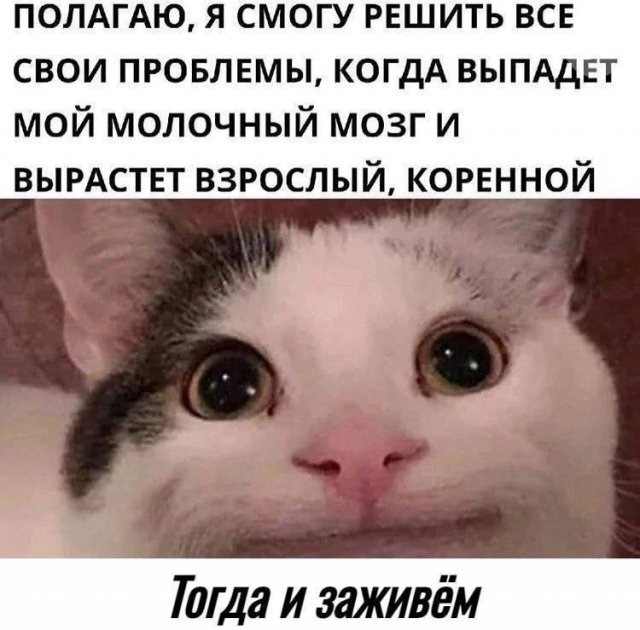 ПОЛАГАЮ, Я СМОГУ РЕШИТЬ ВСЕ
СВОИ ПРОБЛЕМЫ, КОГДА ВЫПАДЕТ
МОЙ МОЛОЧНЫЙ МОЗГ И
ВЫРАСТЕТ ВЗРОСЛЫЙ, КОРЕННОЙ
Тогда и заживём